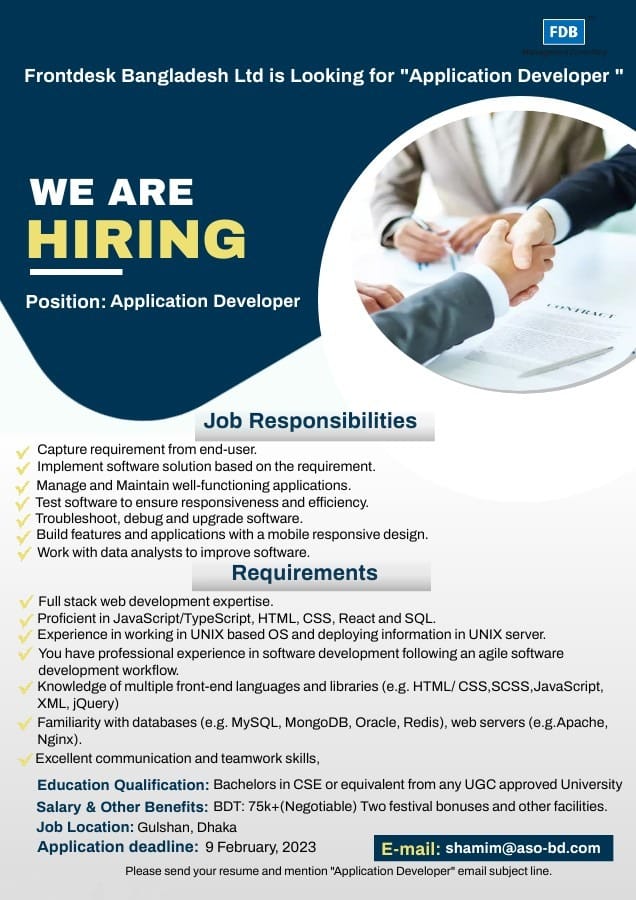 FDB
Frontdesk Bangladesh Ltd is Looking for "Application Developer "
WE ARE
HIRING
CONTRACT
Position: Application Developer
Job Responsibilities
Capture requirement from end-user.
Implement software solution based on the requirement.
Manage and Maintain well-functioning applications.
Test software to ensure responsiveness and efficiency.
Troubleshoot, debug and upgrade software.
Build features and applications with a mobile responsive design.
Work with data analysts to improve software.
Requirements
Full stack web development expertise.
Proficient in JavaScript/TypeScript, HTML, CSS, React and SQL.
Experience in working in UNIX based OS and deploying information in UNIX server.
You have professional experience in software development following an agile software
development workflow.
Knowledge of multiple front-end languages and libraries (e.g. HTML/ CSS,SCSS,JavaScript,
XML, jQuery)
Familiarity with databases (e.g. MySQL, MongoDB, Oracle, Redis), web servers (e.g.Apache,
Nginx).
Excellent communication and teamwork skills,
Education Qualification: Bachelors in CSE or equivalent from any UGC approved University
Salary & Other Benefits: BDT: 75k+(Negotiable) Two festival bonuses and other facilities.
Job Location: Gulshan, Dhaka
Application deadline: 9 February, 2023
E-mail: shamim@aso-bd.com
Please send your resume and mention "Application Developer" email subject line.